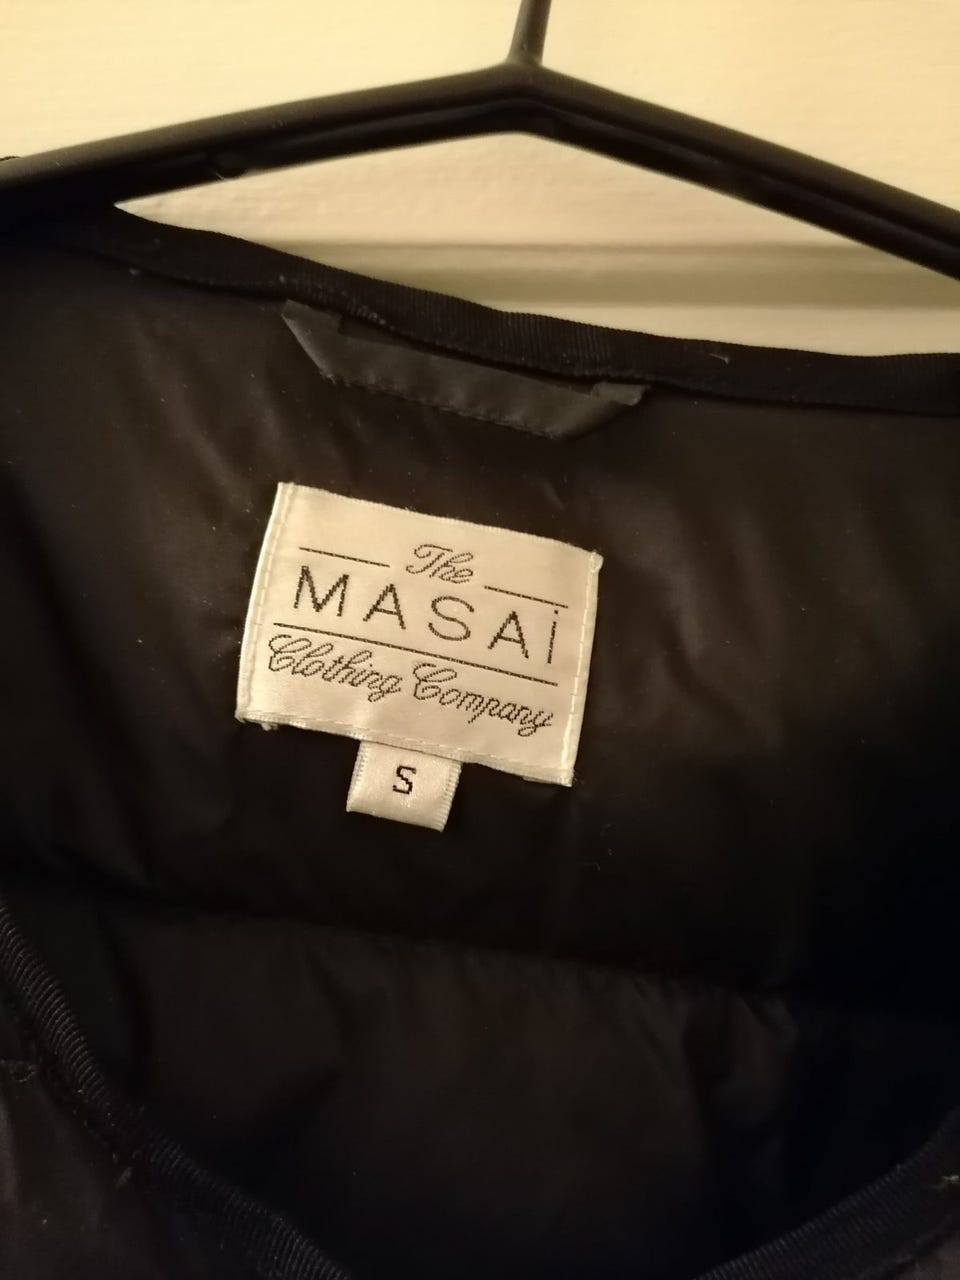 The
MASAi
Clothing Company
S